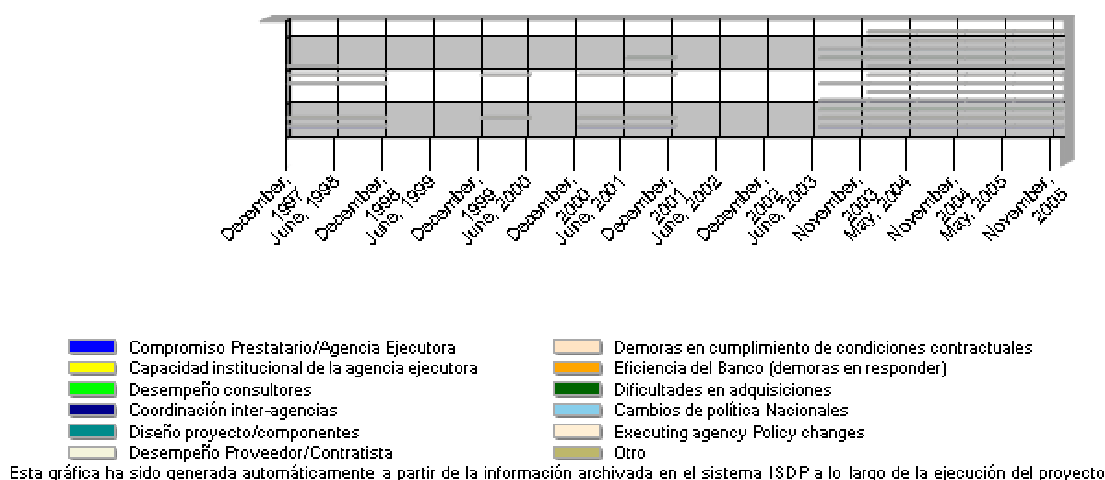 December, 1997
June, 1998
December, 1998
June, 1999
December, 1999
June, 2000
December, 2000
June, 2001
December, 2001
June, 2002
December, 2002
June, 2003
November, 2003
May, 2004
November, 2004
May, 2005
November, 2005
Compromiso Prestatario/Agencia Ejecutora
Capacidad institucional de la agencia ejecutora
Desempeño consultores
Coordinación inter-agencias
Diseño proyecto/componentes
Desempeño Proveedor/Contratista
Demoras en cumplimiento de condiciones contractuales
Eficiencia del Banco (demoras en responder)
Dificultades en adquisiciones
Cambios de política Nacionales
Executing agency Policy changes
Otro
Esta gráfica ha sido generada automáticamente a partir de la información archivada en el sistema ISDP a lo largo de la ejecución del proyecto